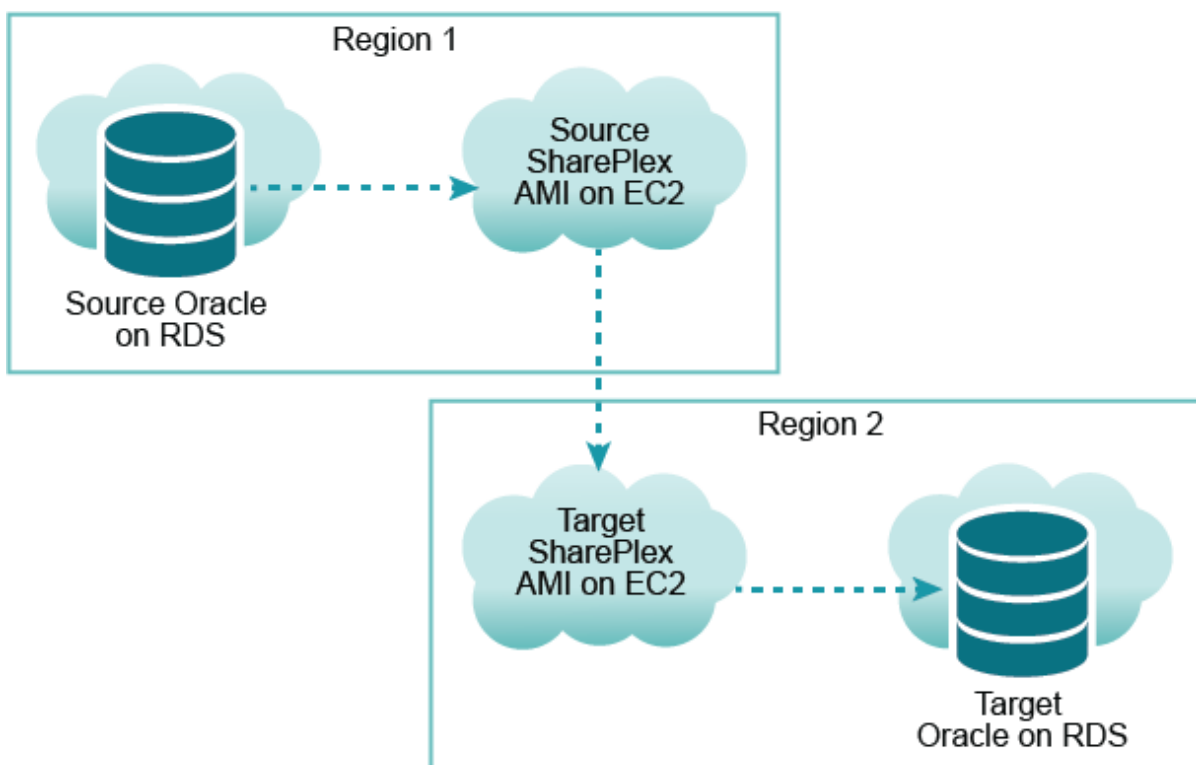 Region 1
Source
SharePlex
AMI on EC2
Source Oracle
on RDS
Region 2
Target
SharePlex
AMI on EC2
Target
Oracle on RDS